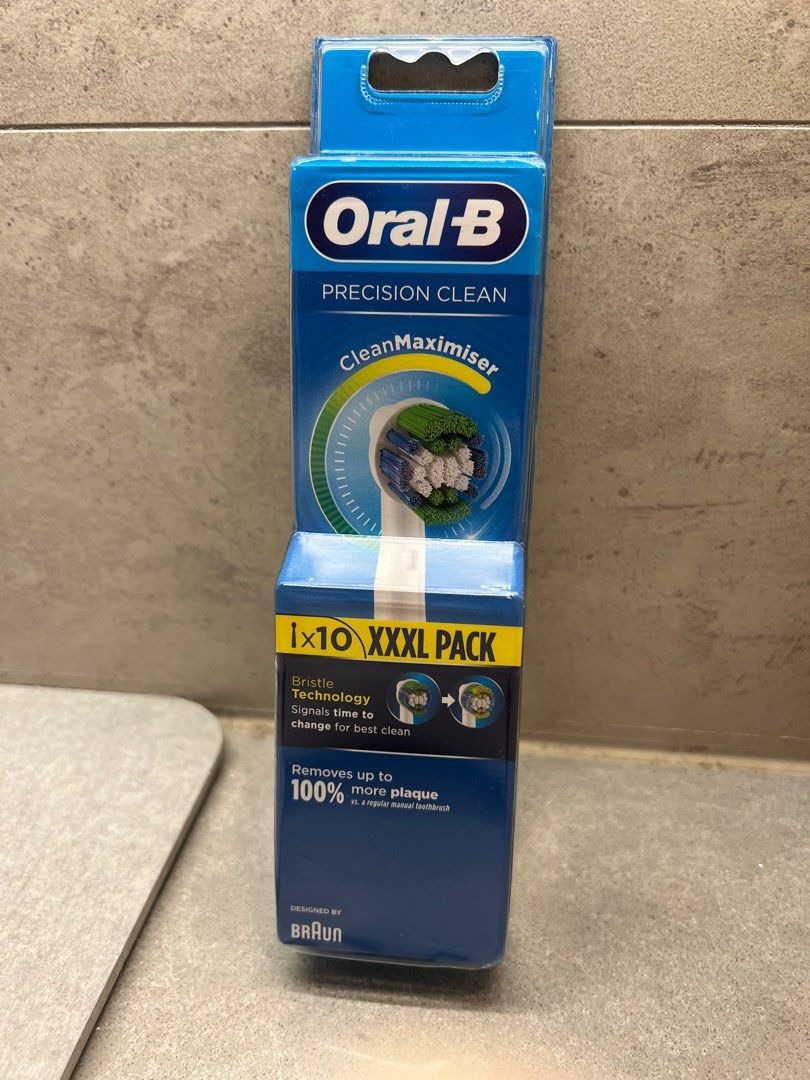 Oral-B
PRECISION CLEAN
CleanMaximiser
x10 XXXL PACK
Bristle
Technology
Signals time to
change for best clean
Removes up to
100% more plaque
vs. a regular manual toothbrush
DESIGNED BY
BRAUN